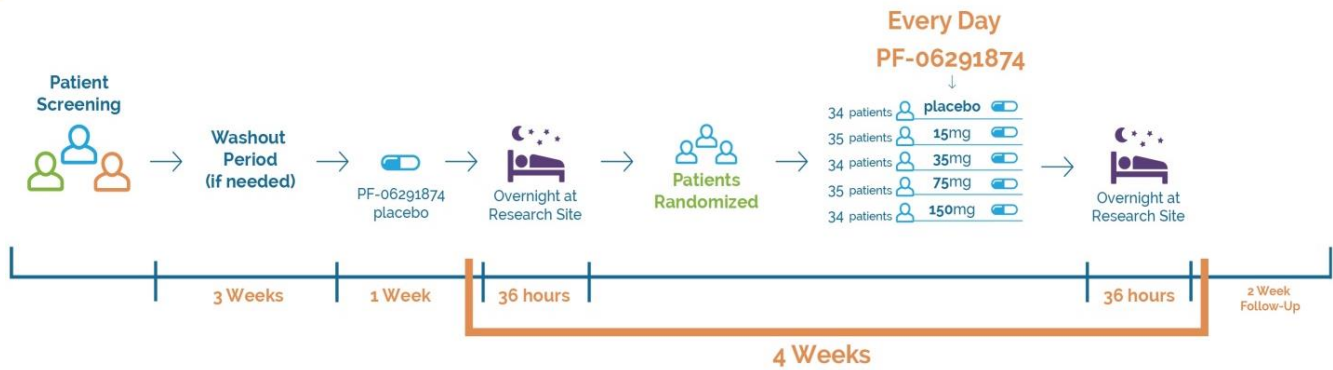 Every Day
PF-06291874
Patient
Screening
Washout
Period
(if needed)
PF-06291874
placebo
Overnight at
Research Site
Patients
Randomized
34 patients placebo
35 patients 15mg
34 patients 35mg
35 patients 75mg
34 patients 150mg
Overnight at
Research Site
3 Weeks
1 Week
36 hours
36 hours
2 Week
Follow-Up
4 Weeks